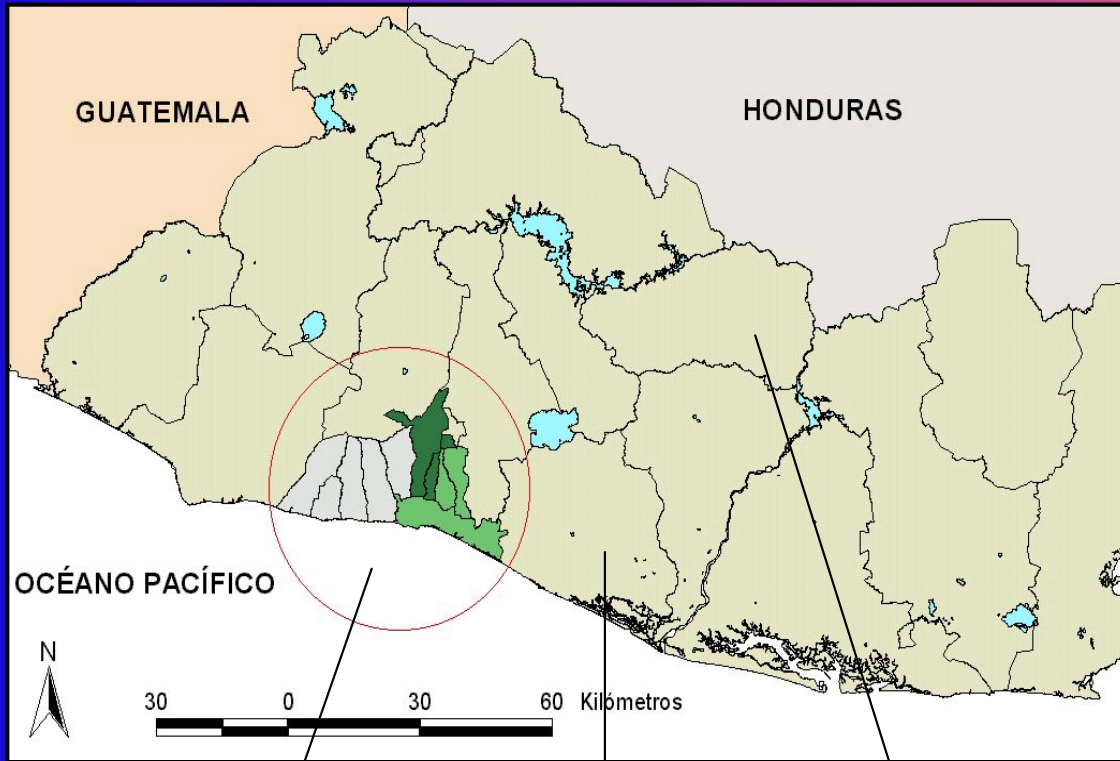 GUATEMALA
HONDURAS
OCÉANO PACÍFICO
N
30 0 30 60 Kilómetros